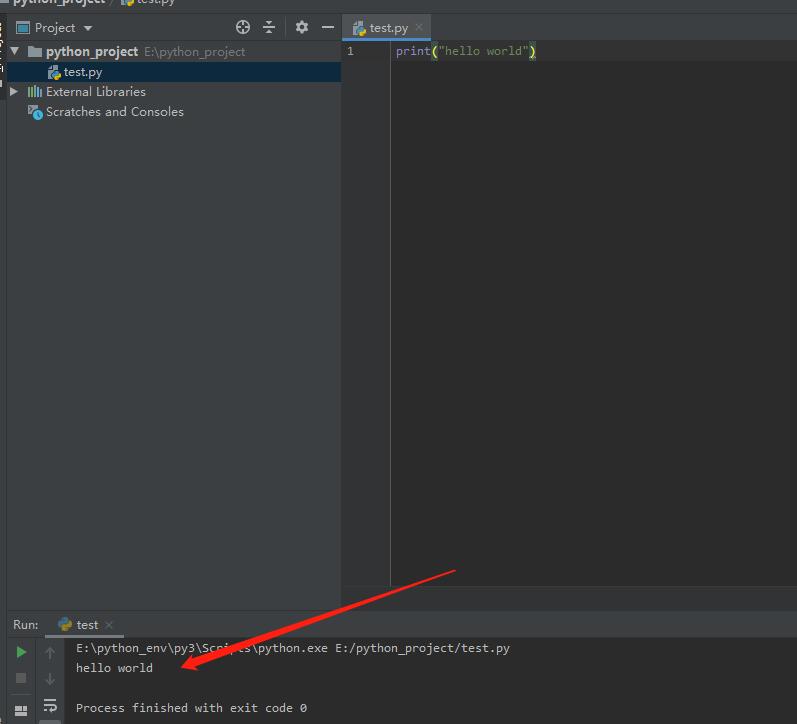 python_project test.py
Project
test.py
python_project E:\python_project
1 print("hello world")
test.py
External Libraries
Scratches and Consoles
Run: test
E:\python_env\py3\Scripts\python.exe E:/python_project/test.py
hello world
Process finished with exit code 0